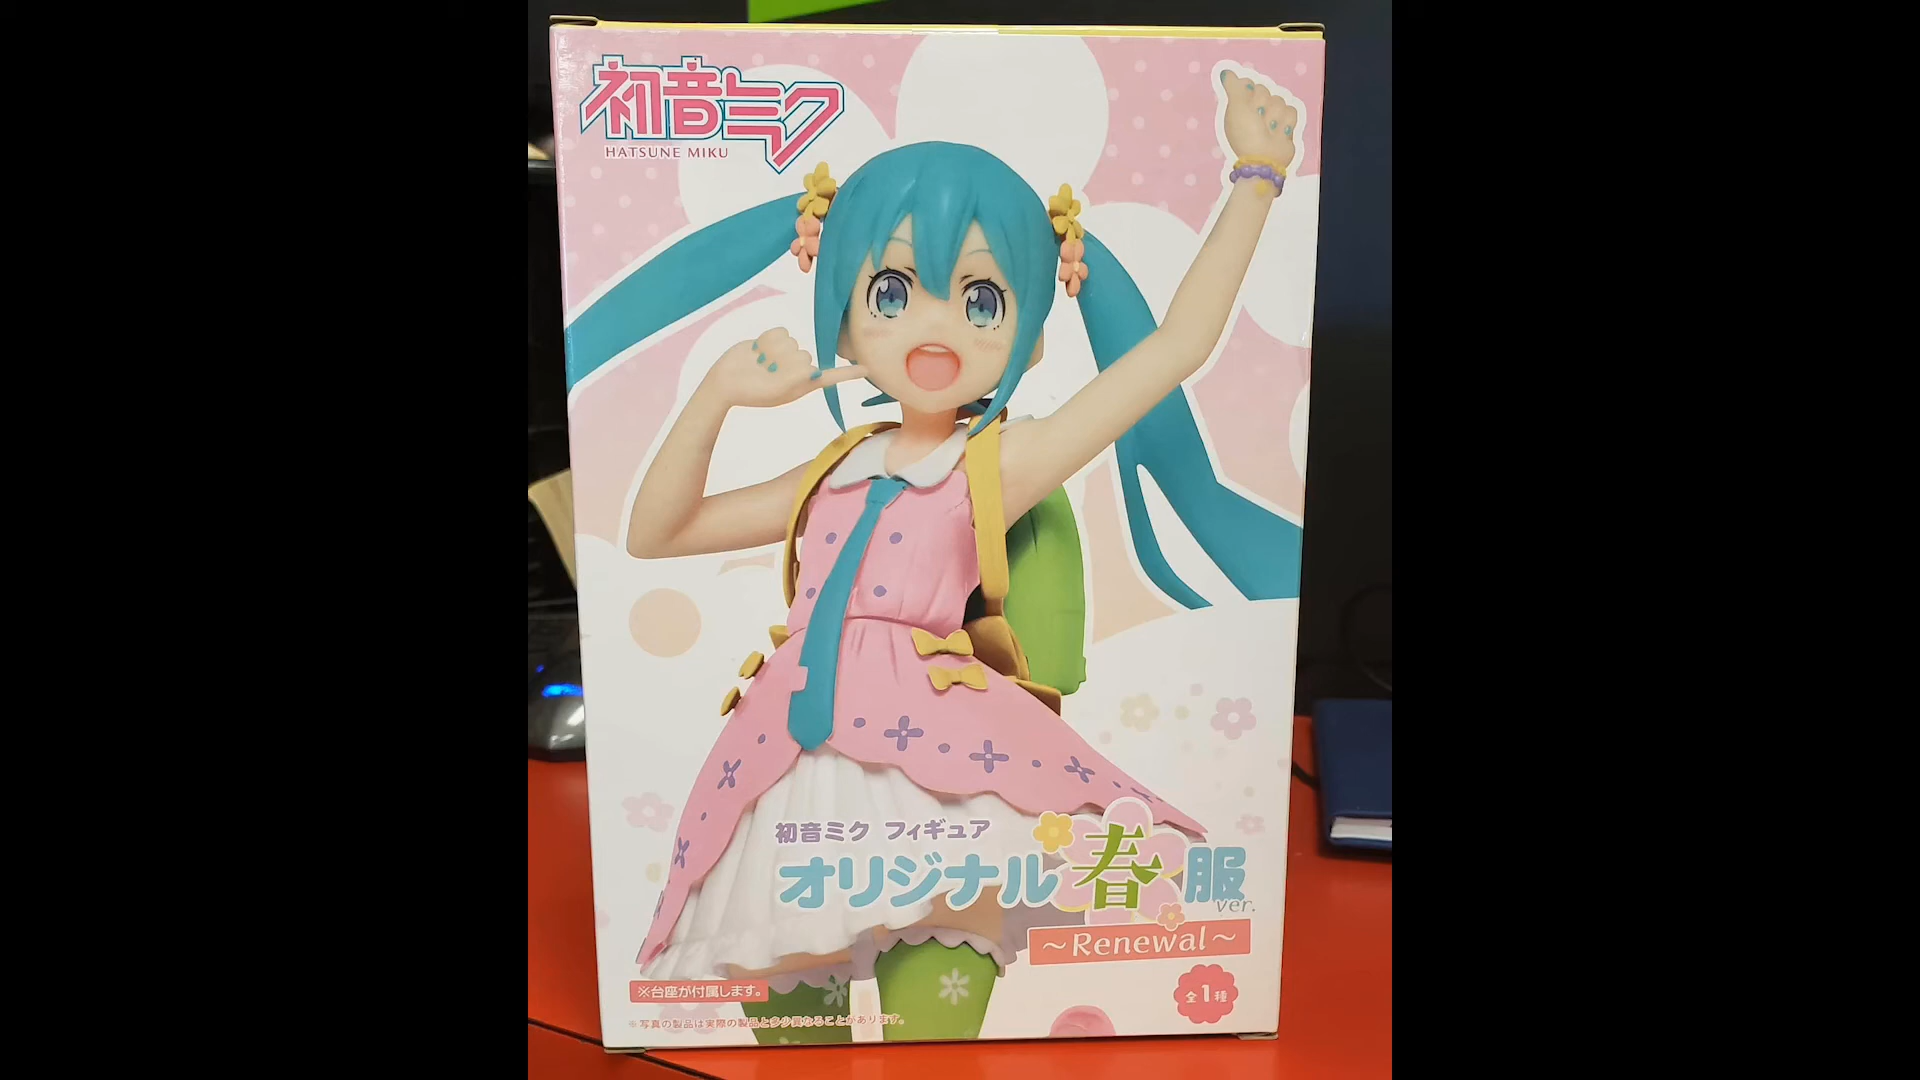 初音ミク
HATSUNE MIKU
初音ミク フィギュア
オリジナル春服
ver.
～Renewal～
全1種
※台座が付属します。
※写真の製品は実際の製品と多少異なることがあります。